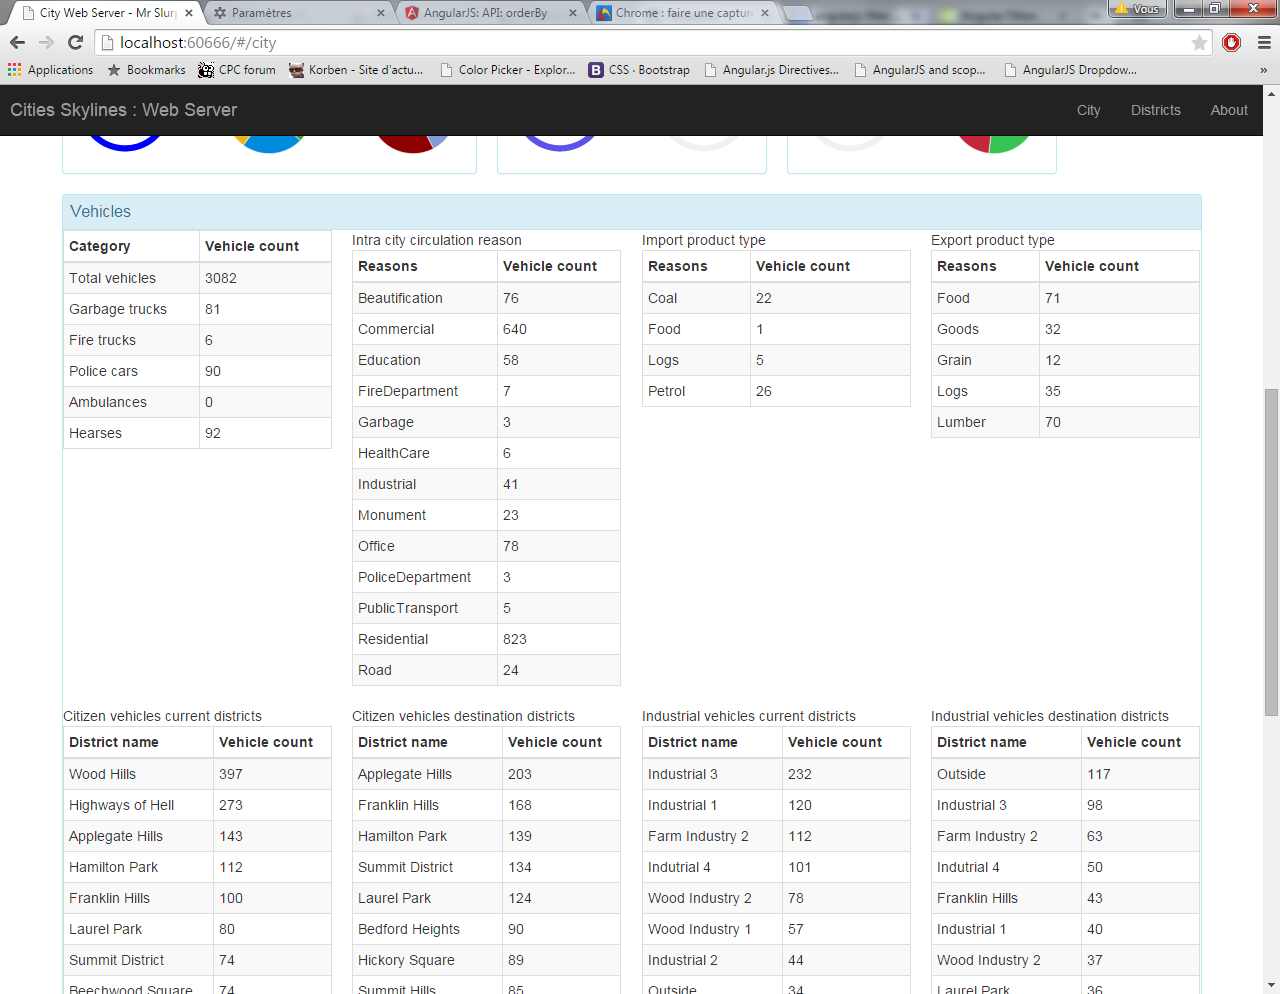 City Web Server - Mr Slur
Paramètres
AngularJS: API: orderBy
Chrome : faire une captur
Vous
localhost:60666/#/city
Applications
Bookmarks
CPC forum
Korben - Site d'actu...
Color Picker - Explor...
B CSS · Bootstrap
Angular.js Directives...
AngularJS and scop...
AngularJS Dropdow...
»
Cities Skylines : Web Server
City
Districts
About
Vehicles
Category Vehicle count
Total vehicles 3082
Garbage trucks 81
Fire trucks 6
Police cars 90
Ambulances 0
Hearses 92
Intra city circulation reason
Reasons Vehicle count
Beautification 76
Commercial 640
Education 58
FireDepartment 7
Garbage 3
HealthCare 6
Industrial 41
Monument 23
Office 78
PoliceDepartment 3
PublicTransport 5
Residential 823
Road 24
Import product type
Reasons Vehicle count
Coal 22
Food 1
Logs 5
Petrol 26
Export product type
Reasons Vehicle count
Food 71
Goods 32
Grain 12
Logs 35
Lumber 70
Citizen vehicles current districts
District name Vehicle count
Wood Hills 397
Highways of Hell 273
Applegate Hills 143
Hamilton Park 112
Franklin Hills 100
Laurel Park 80
Summit District 74
Beechwood Square 74
Citizen vehicles destination districts
District name Vehicle count
Applegate Hills 203
Franklin Hills 168
Hamilton Park 139
Summit District 134
Laurel Park 124
Bedford Heights 90
Hickory Square 89
Summit Hills 85
Industrial vehicles current districts
District name Vehicle count
Industrial 3 232
Industrial 1 120
Farm Industry 2 112
Indutrial 4 101
Wood Industry 2 78
Wood Industry 1 57
Industrial 2 44
Outside 34
Industrial vehicles destination districts
District name Vehicle count
Outside 117
Industrial 3 98
Farm Industry 2 63
Indutrial 4 50
Franklin Hills 43
Industrial 1 40
Wood Industry 2 37
Laurel Park 36